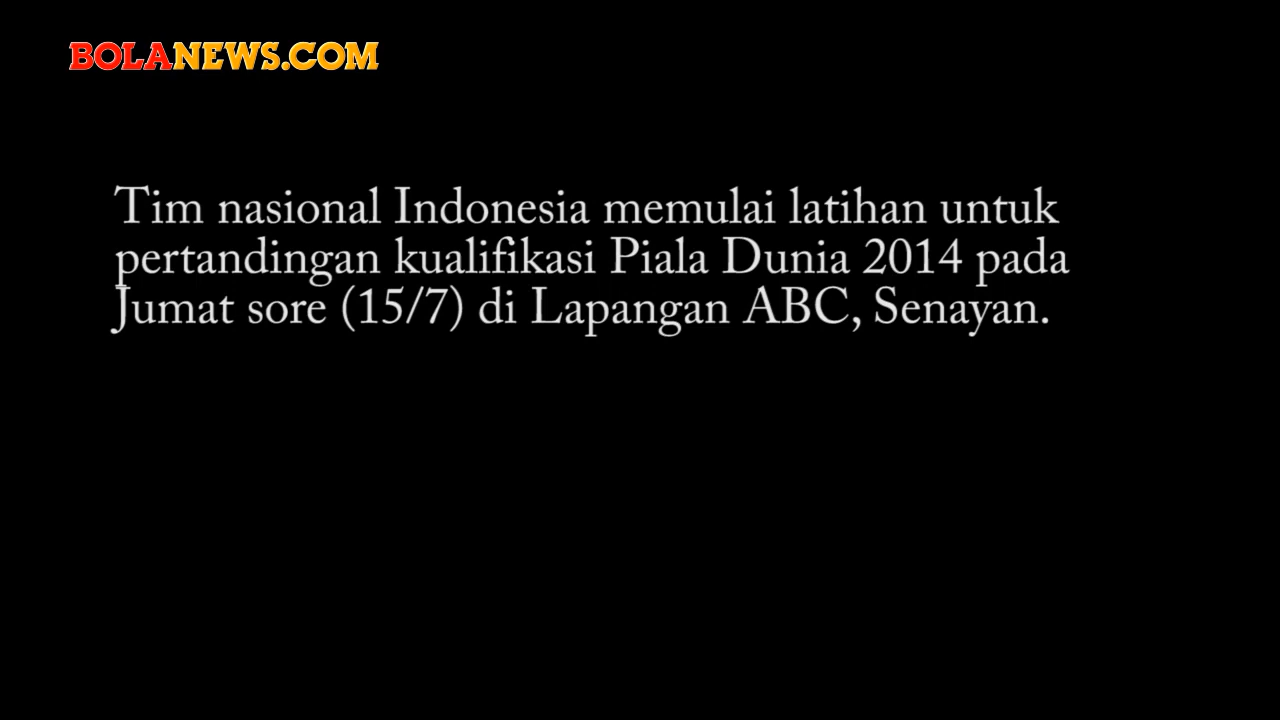 BOLANEWS.COM
Tim nasional Indonesia memulai latihan untuk
pertandingan kualifikasi Piala Dunia 2014 pada
Jumat sore (15/7) di Lapangan ABC, Senayan.